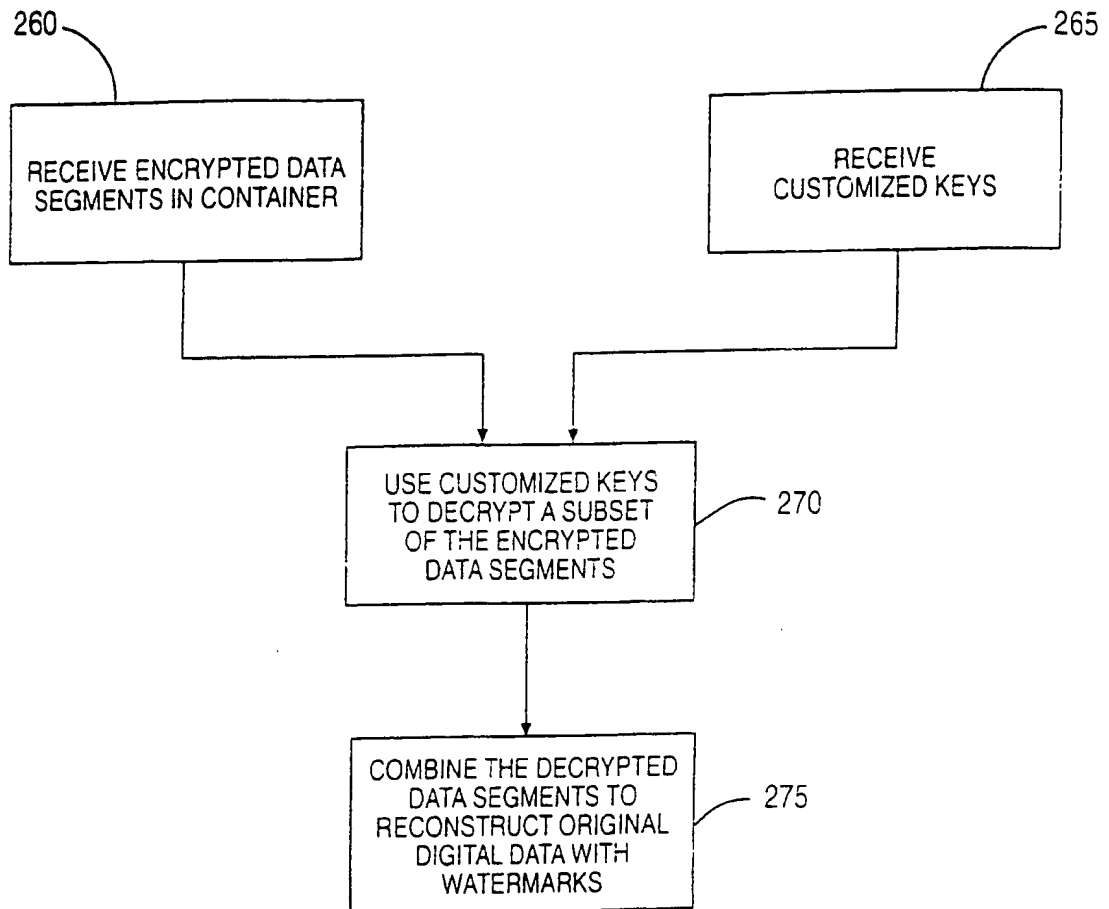 260
265
RECEIVE ENCRYPTED DATA
SEGMENTS IN CONTAINER
RECEIVE
CUSTOMIZED KEYS
USE CUSTOMIZED KEYS
TO DECRYPT A SUBSET
OF THE ENCRYPTED
DATA SEGMENTS
270
COMBINE THE DECRYPTED
DATA SEGMENTS TO
RECONSTRUCT ORIGINAL
DIGITAL DATA WITH
WATERMARKS
275